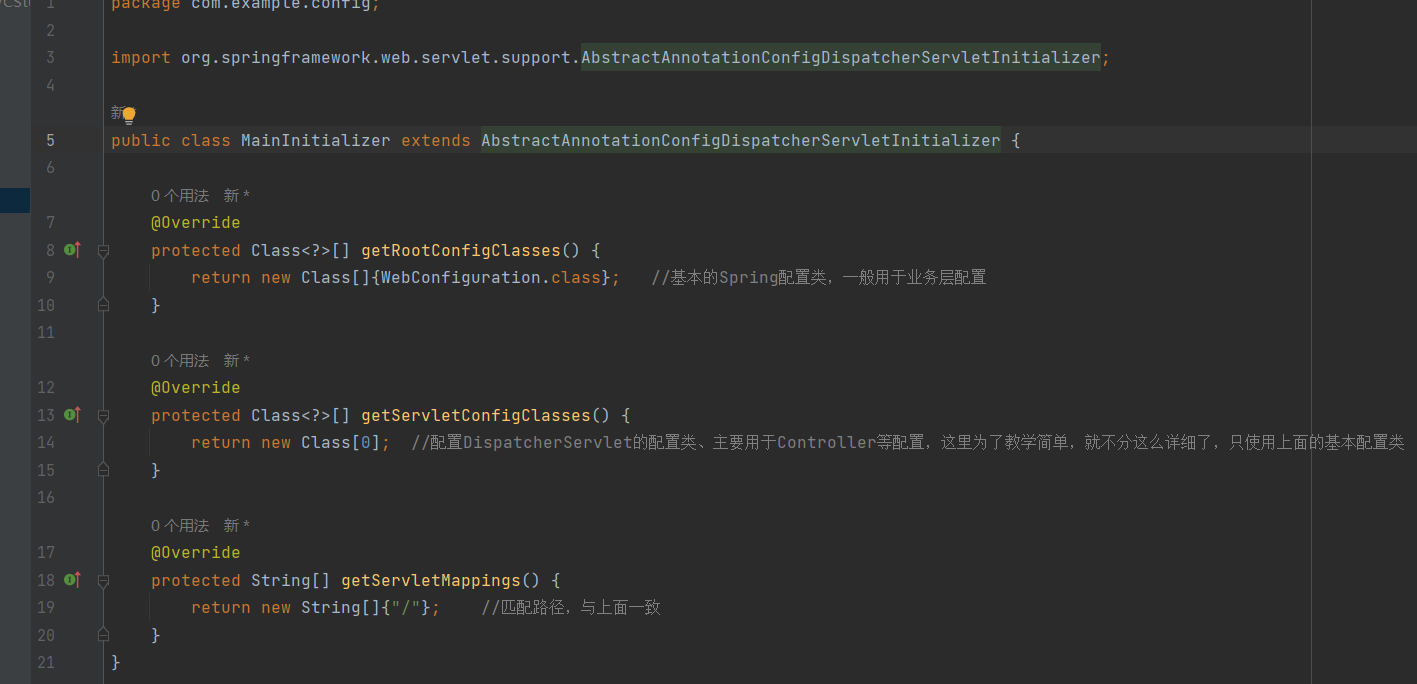 1 package com.example.config;
2
3 import org.springframework.web.servlet.support.AbstractAnnotationConfigDispatcherServletInitializer;
4
新
5 public class MainInitializer extends AbstractAnnotationConfigDispatcherServletInitializer {
6
0 个用法 新 *
7 @Override
8 protected Class<?>[] getRootConfigClasses() {
9 return new Class[]{WebConfiguration.class}; //基本的Spring配置类，一般用于业务层配置
10 }
11
0 个用法 新 *
12 @Override
13 protected Class<?>[] getServletConfigClasses() {
14 return new Class[0]; //配置DispatcherServlet的配置类、主要用于Controller等配置，这里为了教学简单，就不分这么详细了，只使用上面的基本配置类
15 }
16
0 个用法 新 *
17 @Override
18 protected String[] getServletMappings() {
19 return new String[]{"/"}; //匹配路径，与上面一致
20 }
21 }